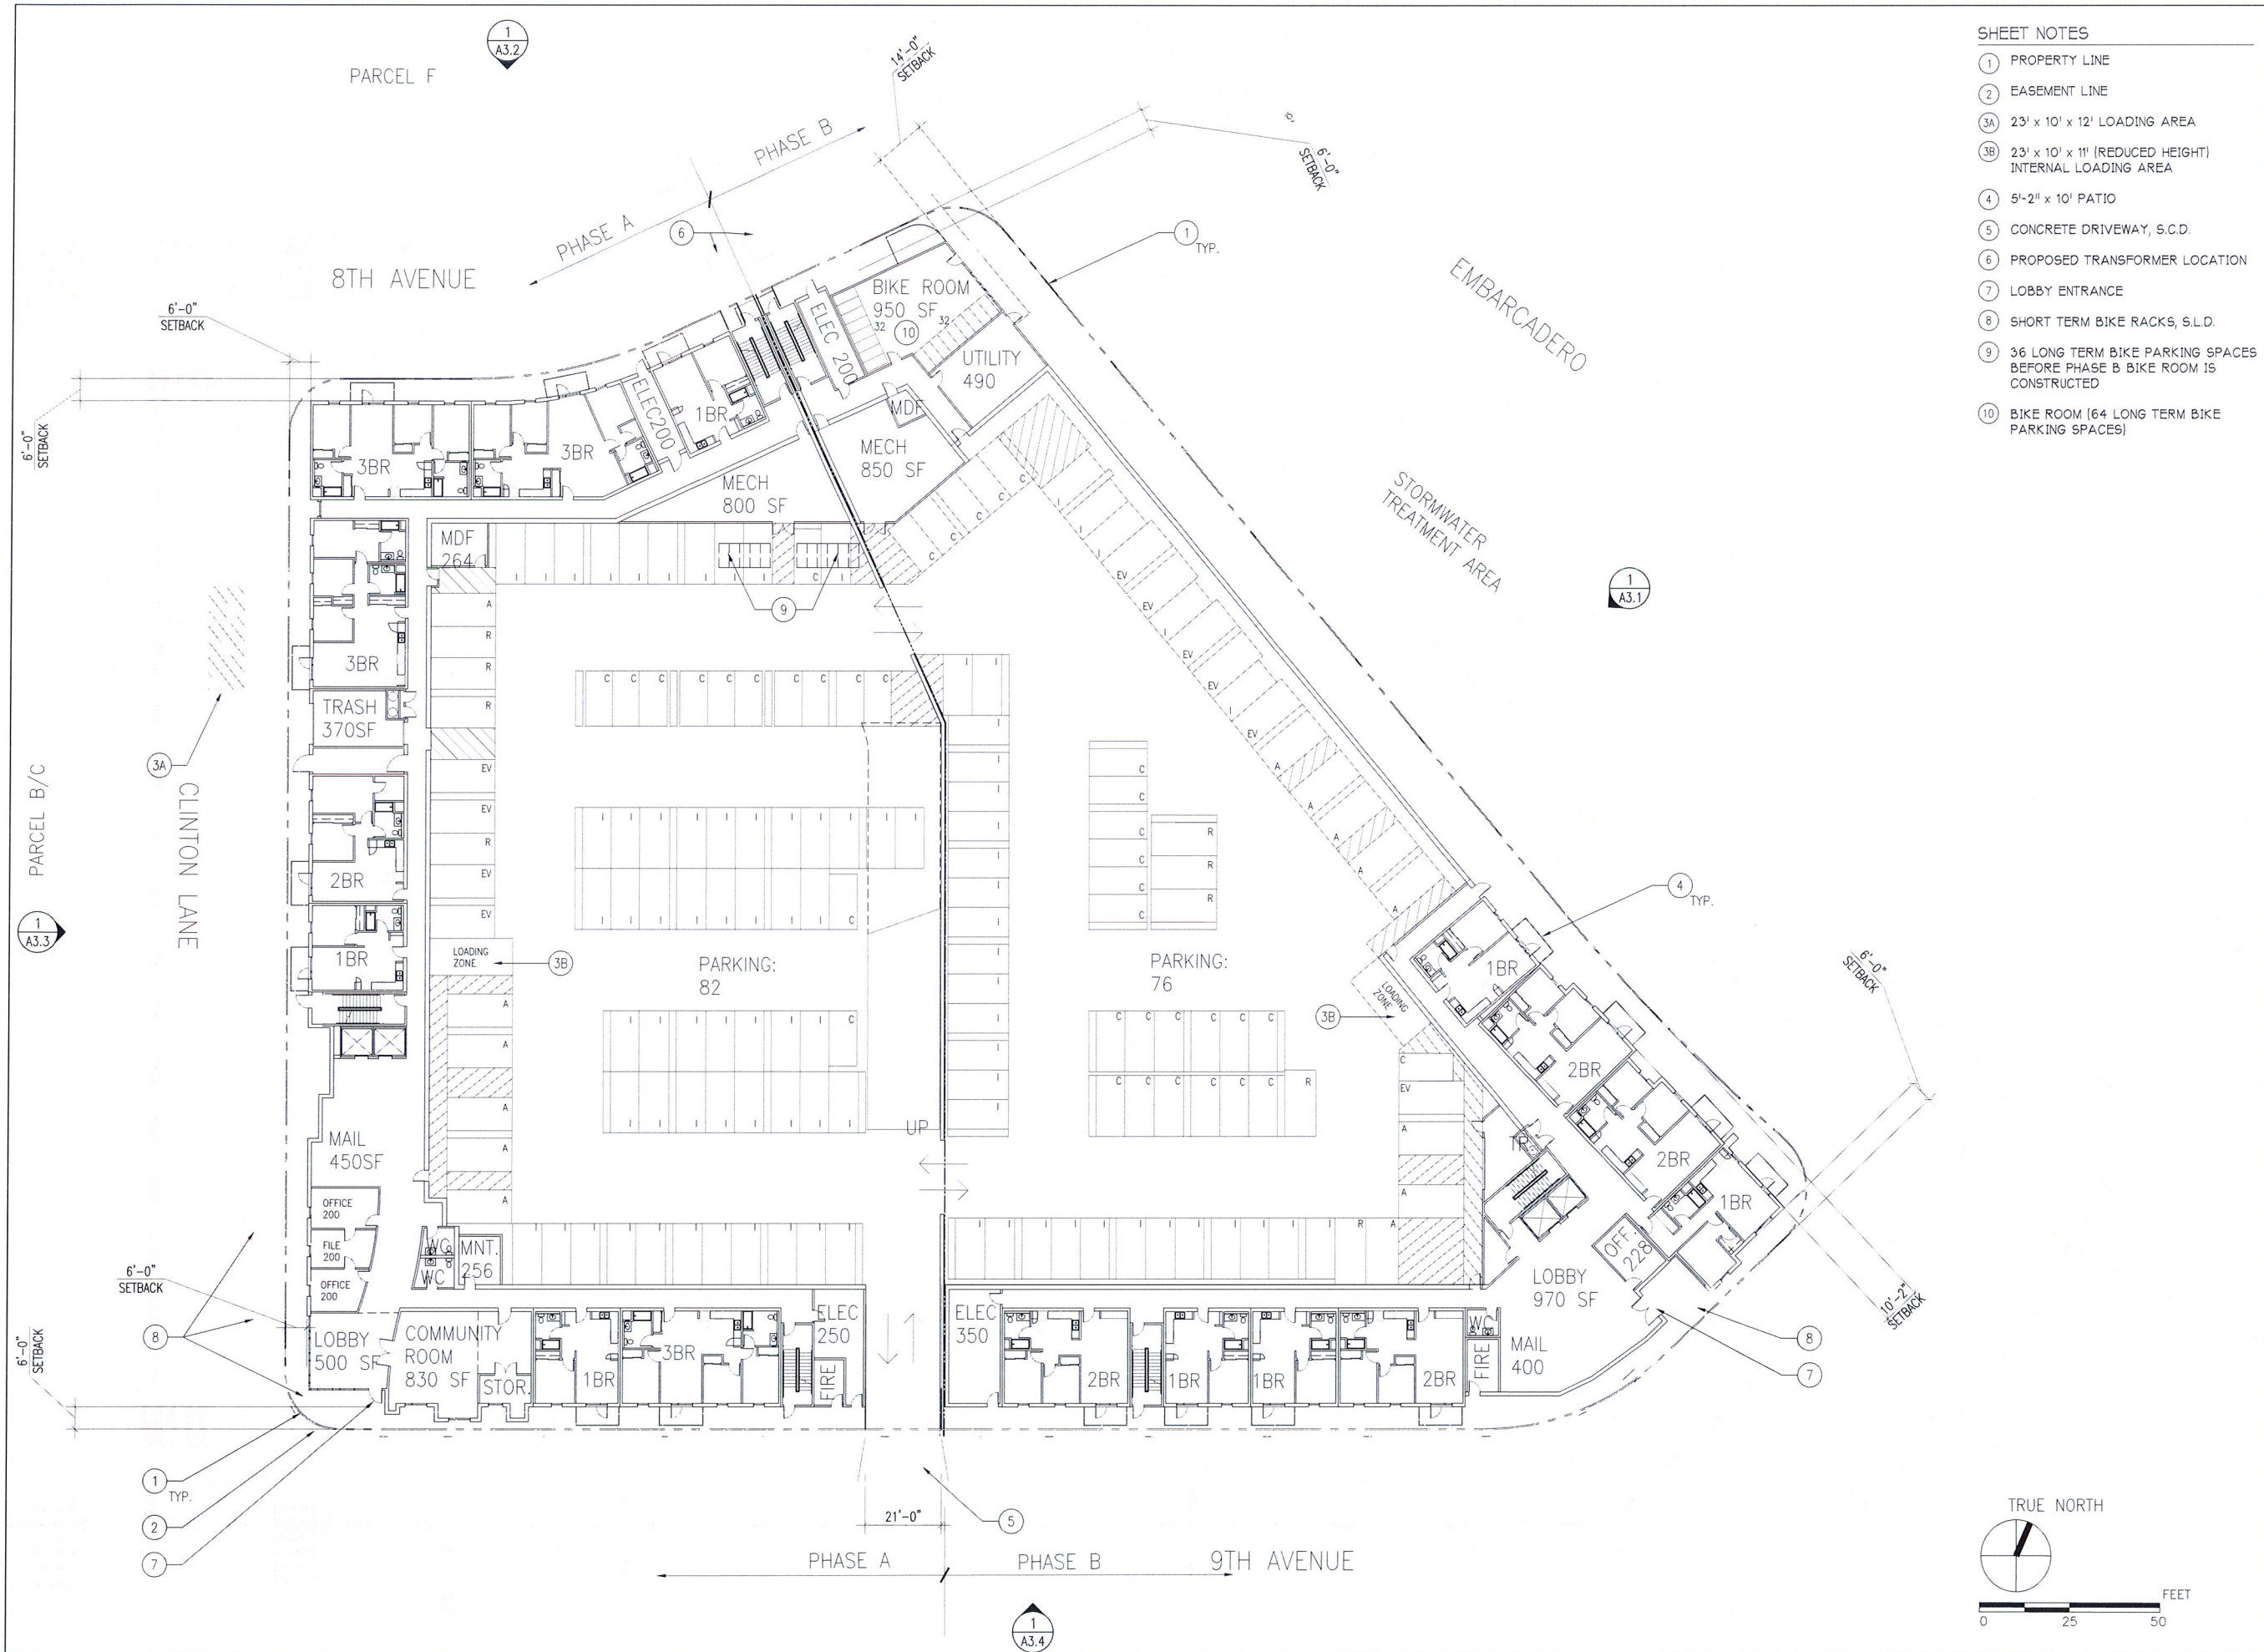 1
A3.2
PARCEL F
14'-0"
SETBACK
6'-0"
SETBACK
PHASE B
PHASE A
6
1
TYP.
8TH AVENUE
6'-0"
SETBACK
6'-0"
SETBACK
EMBARCADERO
BIKE ROOM
950 SF
32
10
32
ELEC 200
UTILITY
490
MDF
MECH
850 SF
1BR
ELEC200
3BR
3BR
MECH
800 SF
MDF
264
9
STORMWATER
TREATMENT AREA
1
A3.1
3BR
TRASH
370SF
3A
CLINTON LANE
PARCEL B/C
1
A3.3
2BR
1BR
LOADING
ZONE
3B
PARKING:
82
PARKING:
76
4
TYP.
LOADING
ZONE
3B
1BR
2BR
2BR
1BR
6'-0"
SETBACK
10'-2"
SETBACK
UP
MAIL
450SF
OFFICE
200
FILE
200
OFFICE
200
WC
WC
MNT.
256
6'-0"
SETBACK
6'-0"
SETBACK
8
LOBBY
500 SF
COMMUNITY
ROOM
830 SF
STOR.
1BR
3BR
ELEC
250
FIRE
ELEC
350
2BR
1BR
1BR
2BR
WC
FIRE
MAIL
400
LOBBY
970 SF
OFF.
228
8
7
1
TYP.
2
7
21'-0"
5
PHASE A
PHASE B
9TH AVENUE
1
A3.4
SHEET NOTES
1 PROPERTY LINE
2 EASEMENT LINE
3A 23' x 10' x 12' LOADING AREA
3B 23' x 10' x 11' (REDUCED HEIGHT)
INTERNAL LOADING AREA
4 5'-2" x 10' PATIO
5 CONCRETE DRIVEWAY, S.C.D.
6 PROPOSED TRANSFORMER LOCATION
7 LOBBY ENTRANCE
8 SHORT TERM BIKE RACKS, S.L.D.
9 36 LONG TERM BIKE PARKING SPACES
BEFORE PHASE B BIKE ROOM IS
CONSTRUCTED
10 BIKE ROOM (64 LONG TERM BIKE
PARKING SPACES)
TRUE NORTH
FEET
0 25 50